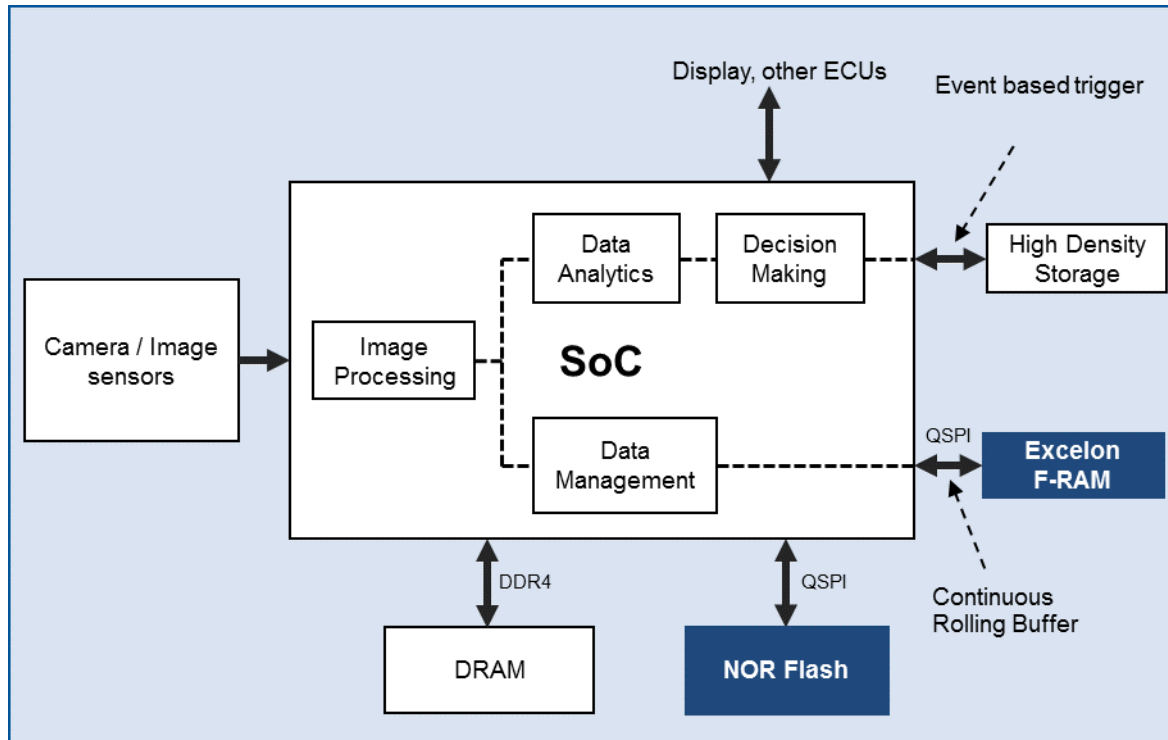 Display, other ECUs
Event based trigger
Data
Analytics
Decision
Making
High Density
Storage
Camera / Image
sensors
Image
Processing
SoC
Data
Management
QSPI
Excelon
F-RAM
DDR4
QSPI
Continuous
Rolling Buffer
DRAM
NOR Flash